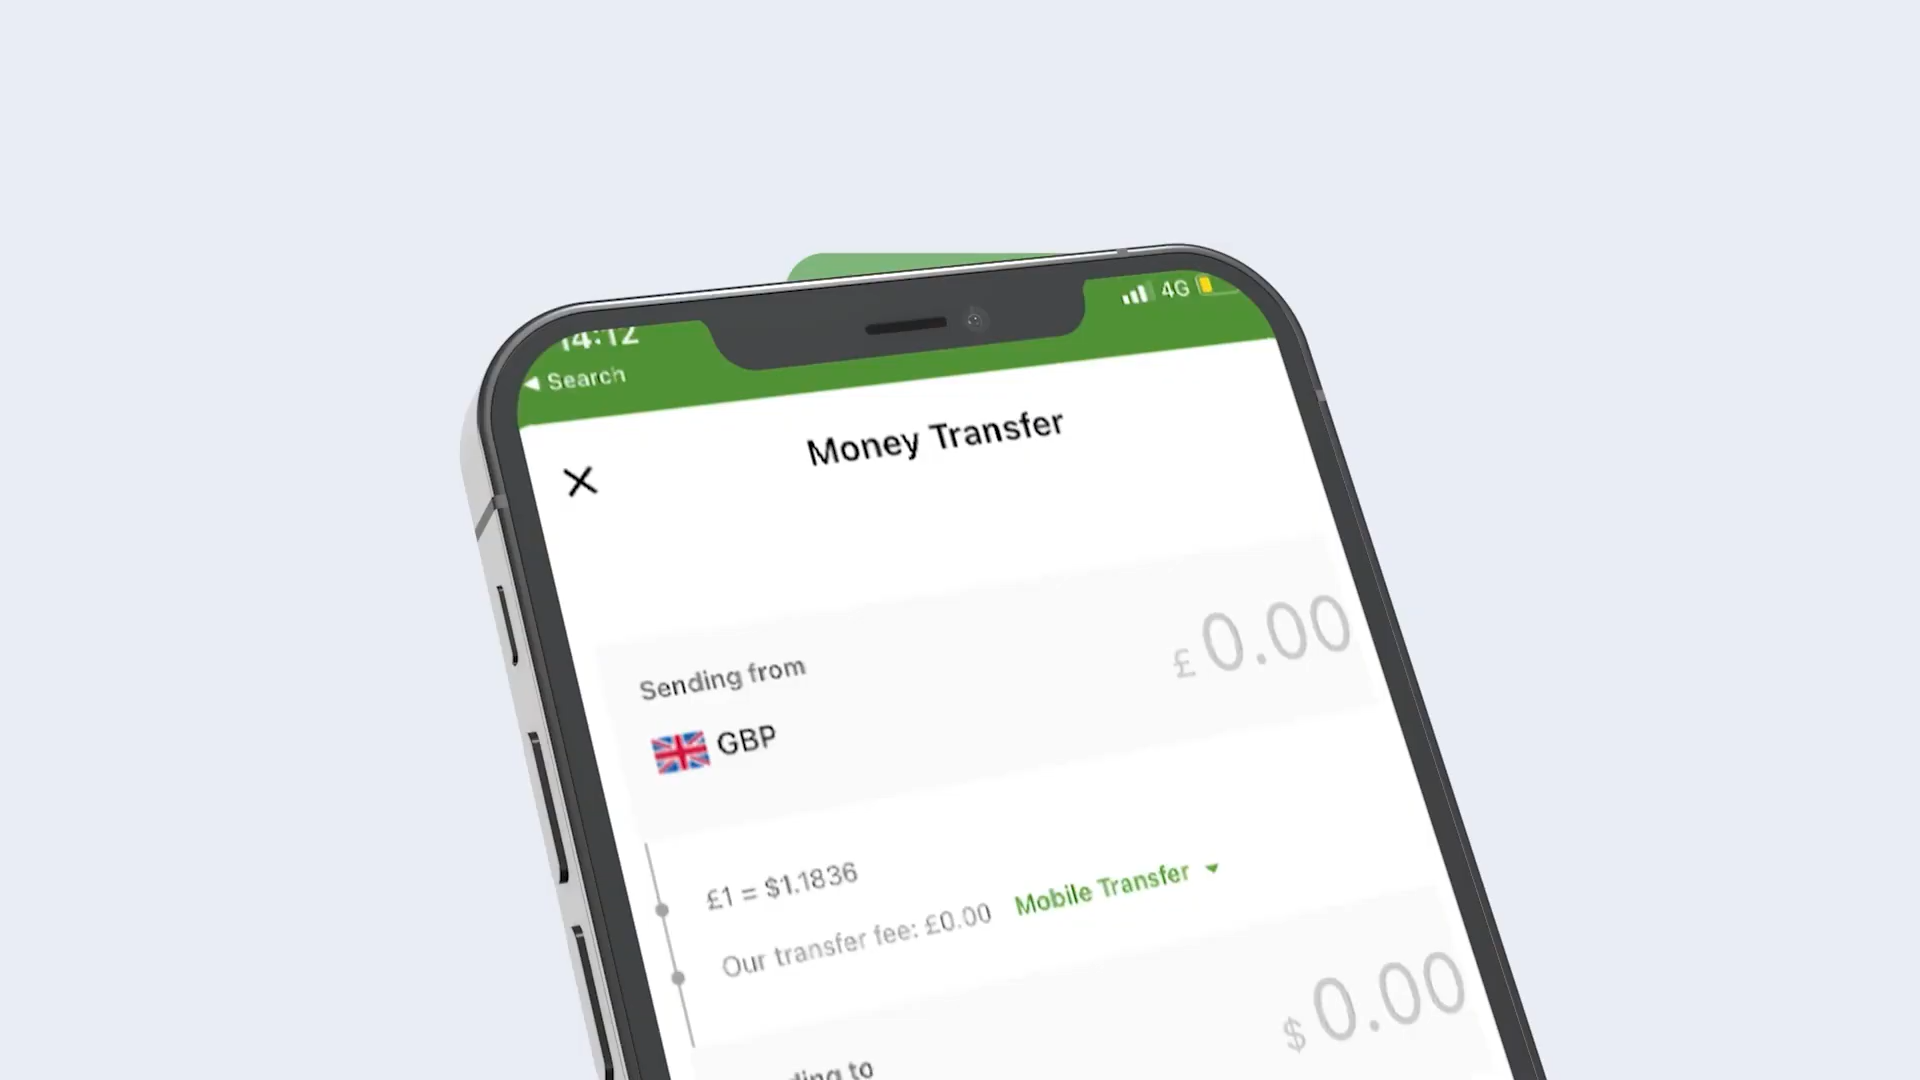 14:12
4G
Search
Money Transfer
£0.00
Sending from
GBP
£1 = $1.1836
Our transfer fee: £0.00 Mobile Transfer
$0.00
to